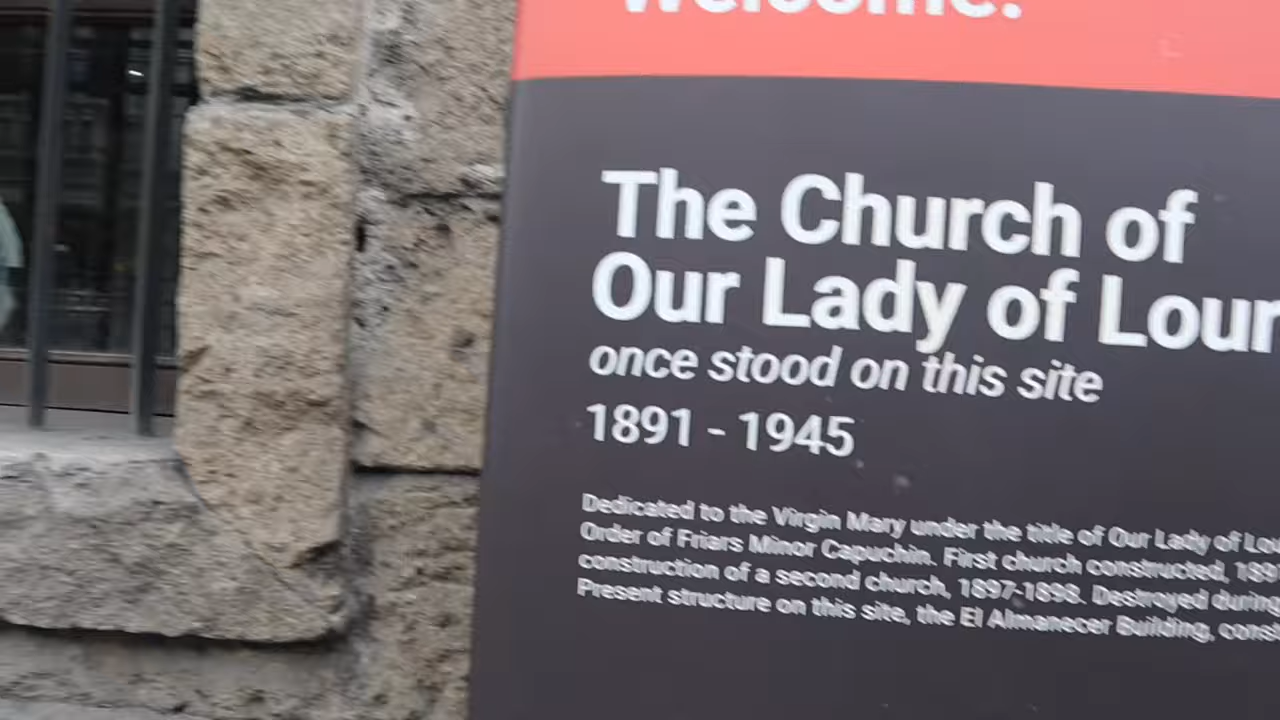 Welcome!
The Church of
Our Lady of Lour
once stood on this site
1891 - 1945
Dedicated to the Virgin Mary under the title of Our Lady of Lou
Order of Friars Minor Capuchin. First church constructed, 189
construction of a second church, 1897-1898. Destroyed during
Present structure on this site, the El Almanecer Building, const